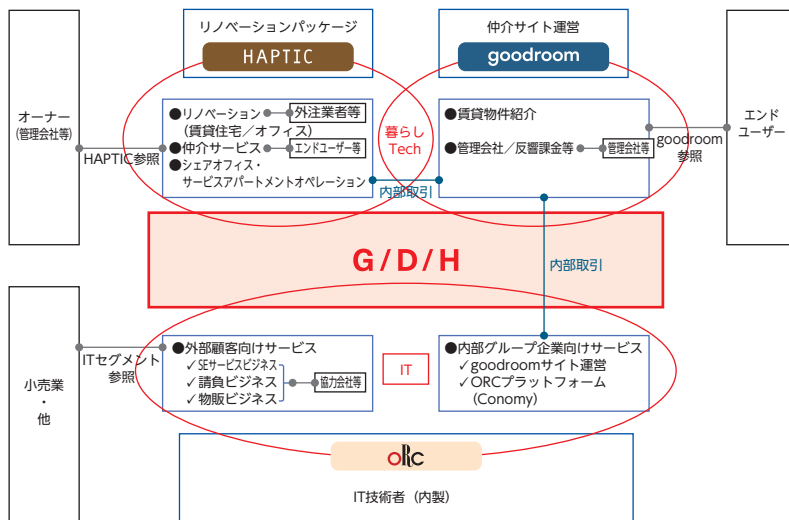 リノベーションパッケージ
HAPTIC
仲介サイト運営
goodroom
オーナー
(管理会社等)
HAPTIC参照
●リノベーション
(賃貸住宅／オフィス)
外注業者等
●仲介サービス
エンドユーザー等
●シェアオフィス・
サービスアパートメントオペレーション
暮らし
Tech
●賃貸物件紹介
●管理会社／反響課金等
管理会社等
goodroom
参照
エンド
ユーザー
内部取引
G/D/H
内部取引
小売業
・
他
ITセグメント
参照
●外部顧客向けサービス
✓SEサービスビジネス
✓請負ビジネス
✓物販ビジネス
協力会社等
IT
●内部グループ企業向けサービス
✓goodroomサイト運営
✓ORCプラットフォーム
(Conomy)
oRc
IT技術者（内製）